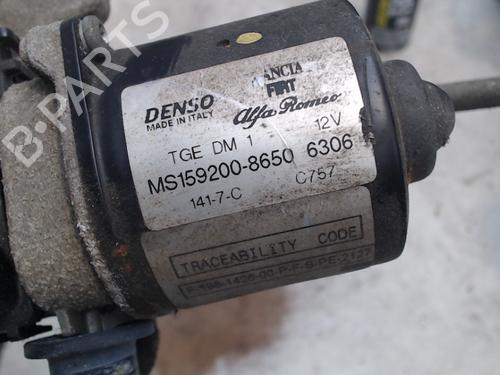 B-PARTS
LANCIA
DENSO FIAT
MADE IN ITALY Alfa Romeo
TGE DM 1 12V
MS159200-8650 6306
141-7-C C757
TRACEABILITY CODE